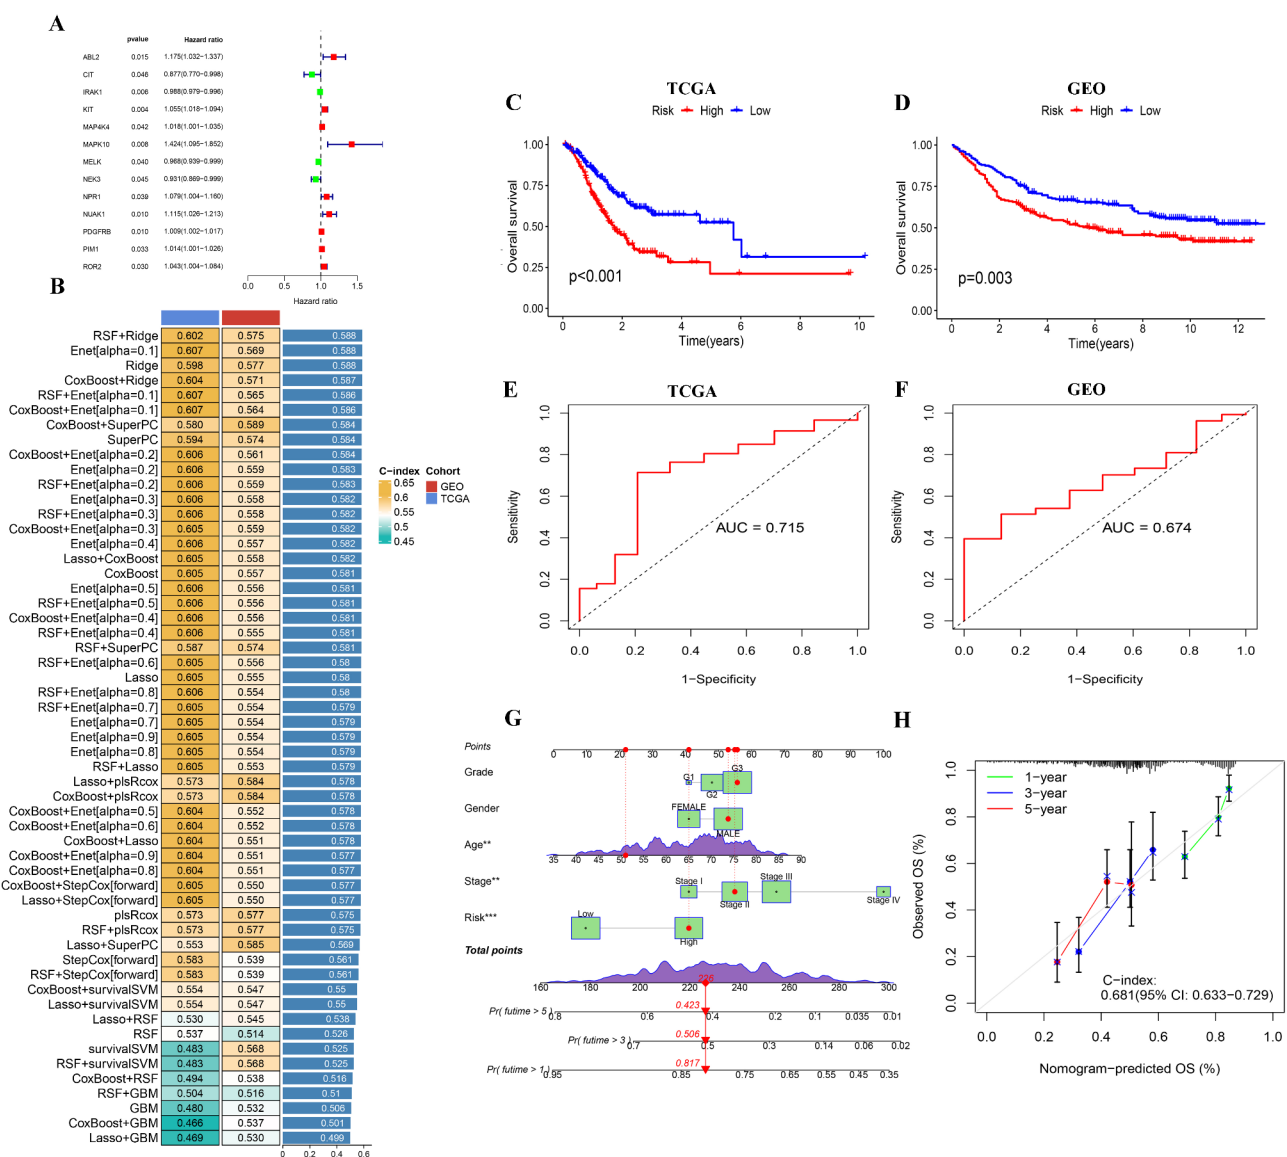 A
pvalue Hazard ratio
ABL2 0.015 1.175(1.032−1.337)
CIT 0.046 0.877(0.770−0.998)
IRAK1 0.006 0.988(0.979−0.996)
KIT 0.004 1.055(1.018−1.094)
MAP4K4 0.042 1.018(1.001−1.035)
MAPK10 0.008 1.424(1.095−1.852)
MELK 0.040 0.968(0.939−0.999)
NEK3 0.045 0.931(0.869−0.999)
NPR1 0.039 1.079(1.004−1.160)
NUAK1 0.010 1.115(1.026−1.213)
PDGFRB 0.010 1.009(1.002−1.017)
PIM1 0.033 1.014(1.001−1.026)
ROR2 0.030 1.043(1.004−1.084)
0.0 0.5 1.0 1.5
Hazard ratio
B
RSF+Ridge 0.602 0.575 0.588
Enet[alpha=0.1] 0.607 0.569 0.588
Ridge 0.598 0.577 0.588
CoxBoost+Ridge 0.604 0.571 0.587
RSF+Enet[alpha=0.1] 0.607 0.565 0.586
CoxBoost+Enet[alpha=0.1] 0.607 0.564 0.586
CoxBoost+SuperPC 0.580 0.589 0.584
SuperPC 0.594 0.574 0.584
CoxBoost+Enet[alpha=0.2] 0.606 0.561 0.584
Enet[alpha=0.2] 0.606 0.559 0.583
RSF+Enet[alpha=0.2] 0.606 0.559 0.583
Enet[alpha=0.3] 0.606 0.558 0.582
RSF+Enet[alpha=0.3] 0.606 0.558 0.582
CoxBoost+Enet[alpha=0.3] 0.605 0.559 0.582
Enet[alpha=0.4] 0.606 0.557 0.582
Lasso+CoxBoost 0.605 0.558 0.582
CoxBoost 0.605 0.557 0.581
Enet[alpha=0.5] 0.606 0.556 0.581
RSF+Enet[alpha=0.5] 0.606 0.556 0.581
CoxBoost+Enet[alpha=0.4] 0.606 0.556 0.581
RSF+Enet[alpha=0.4] 0.606 0.555 0.581
RSF+SuperPC 0.587 0.574 0.581
RSF+Enet[alpha=0.6] 0.605 0.556 0.58
Lasso 0.605 0.555 0.58
RSF+Enet[alpha=0.8] 0.606 0.554 0.58
RSF+Enet[alpha=0.7] 0.605 0.554 0.579
Enet[alpha=0.7] 0.605 0.554 0.579
Enet[alpha=0.9] 0.605 0.554 0.579
Enet[alpha=0.8] 0.605 0.554 0.579
RSF+Lasso 0.605 0.553 0.579
Lasso+plsRcox 0.573 0.584 0.578
CoxBoost+plsRcox 0.573 0.584 0.578
CoxBoost+Enet[alpha=0.5] 0.604 0.552 0.578
CoxBoost+Enet[alpha=0.6] 0.604 0.552 0.578
CoxBoost+Lasso 0.604 0.551 0.578
CoxBoost+Enet[alpha=0.9] 0.604 0.551 0.577
CoxBoost+Enet[alpha=0.8] 0.604 0.551 0.577
CoxBoost+StepCox[forward] 0.605 0.550 0.577
Lasso+StepCox[forward] 0.605 0.550 0.577
plsRcox 0.573 0.577 0.575
RSF+plsRcox 0.573 0.577 0.575
Lasso+SuperPC 0.553 0.585 0.569
StepCox[forward] 0.583 0.539 0.561
RSF+StepCox[forward] 0.583 0.539 0.561
CoxBoost+survivalSVM 0.554 0.547 0.55
Lasso+survivalSVM 0.554 0.547 0.55
Lasso+RSF 0.530 0.545 0.538
RSF 0.537 0.514 0.526
survivalSVM 0.483 0.568 0.525
RSF+survivalSVM 0.483 0.568 0.525
CoxBoost+RSF 0.494 0.538 0.516
RSF+GBM 0.504 0.516 0.51
GBM 0.480 0.532 0.506
CoxBoost+GBM 0.466 0.537 0.501
Lasso+GBM 0.469 0.530 0.499
0 0.2 0.4 0.6
C−index Cohort
0.65 GEO
0.6 TCGA
0.55
0.5
0.45
C
TCGA
Risk High Low
1.00
0.75
0.50
0.25
0.00
Overall survival
p<0.001
0 2 4 6 8 10
Time(years)
D
GEO
Risk High Low
1.00
0.75
0.50
0.25
0.00
Overall survival
p=0.003
0 2 4 6 8 10 12
Time(years)
E
TCGA
1.0
0.8
0.6
0.4
0.2
0.0
Sensitivity
AUC = 0.715
0.0 0.2 0.4 0.6 0.8 1.0
1−Specificity
F
GEO
1.0
0.8
0.6
0.4
0.2
0.0
Sensitivity
AUC = 0.674
0.0 0.2 0.4 0.6 0.8 1.0
1−Specificity
G
Points
0 10 20 30 40 50 60 70 80 90 100
Grade
G1 G2 G3
Gender
FEMALE MALE
Age**
35 40 45 50 55 60 65 70 75 80 85 90
Stage**
Stage I Stage II Stage III Stage IV
Risk***
Low High
Total points
226
160 180 200 220 240 260 280 300
0.423
Pr( futime > 5 )
0.8 0.6 0.4 0.2 0.1 0.035 0.01
0.506
Pr( futime > 3 )
0.7 0.5 0.3 0.14 0.06 0.02
0.817
Pr( futime > 1 )
0.95 0.85 0.75 0.65 0.55 0.45 0.35
H
1−year
3−year
5−year
1.0
0.8
0.6
0.4
0.2
0.0
Observed OS (%)
C−index:
0.681(95% CI: 0.633−0.729)
0.0 0.2 0.4 0.6 0.8 1.0
Nomogram−predicted OS (%)